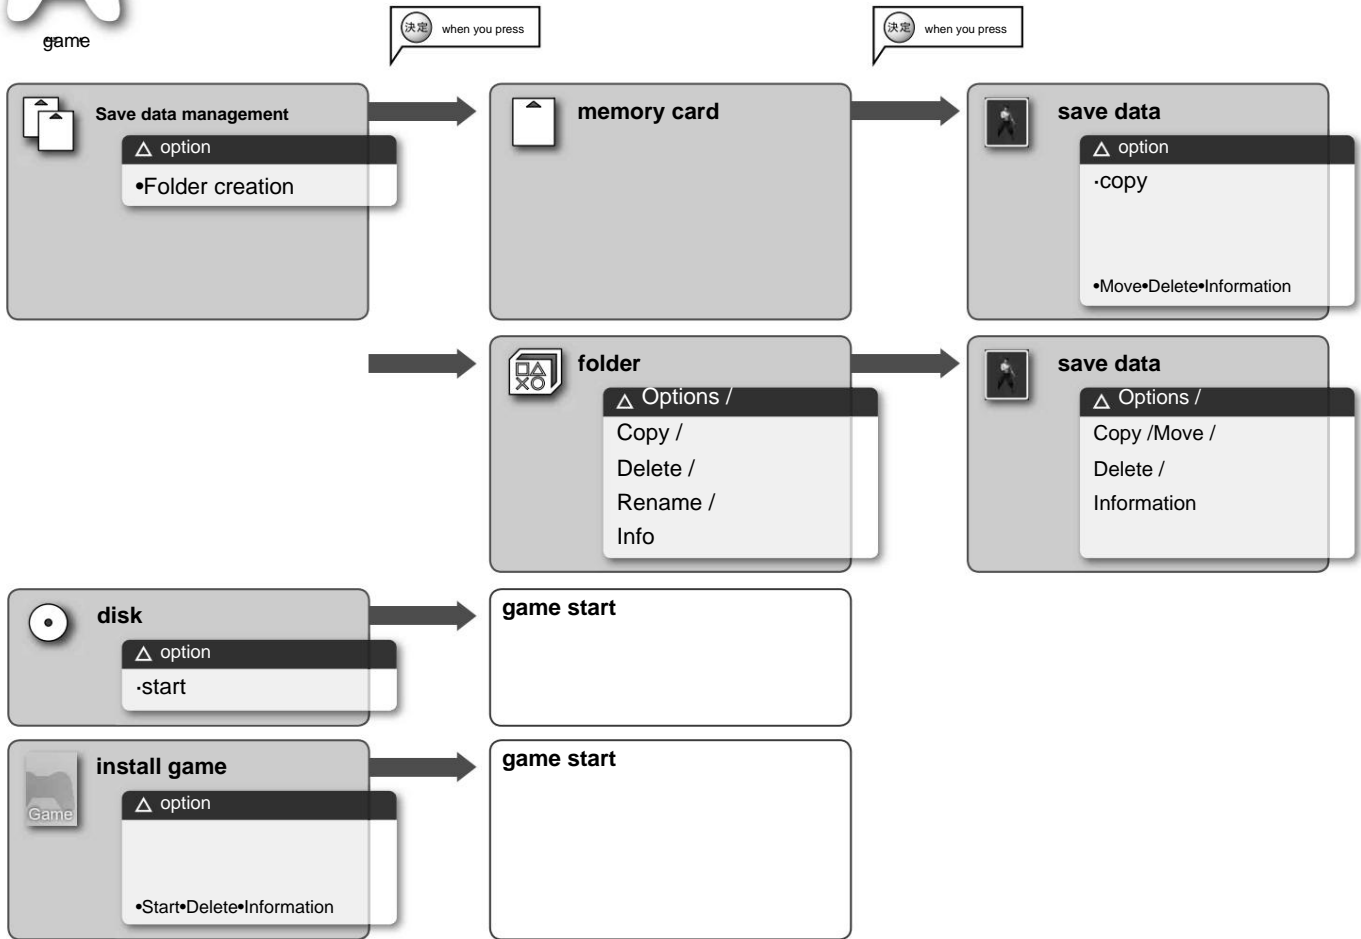 game
決定 when you press
決定 when you press
Save data management
△ option
•Folder creation
memory card
save data
△ option
·copy
•Move•Delete•Information
folder
△ Options /
Copy /
Delete /
Rename /
Info
save data
△ Options /
Copy /Move /
Delete /
Information
disk
△ option
·start
game start
install game
Game
△ option
•Start•Delete•Information
game start